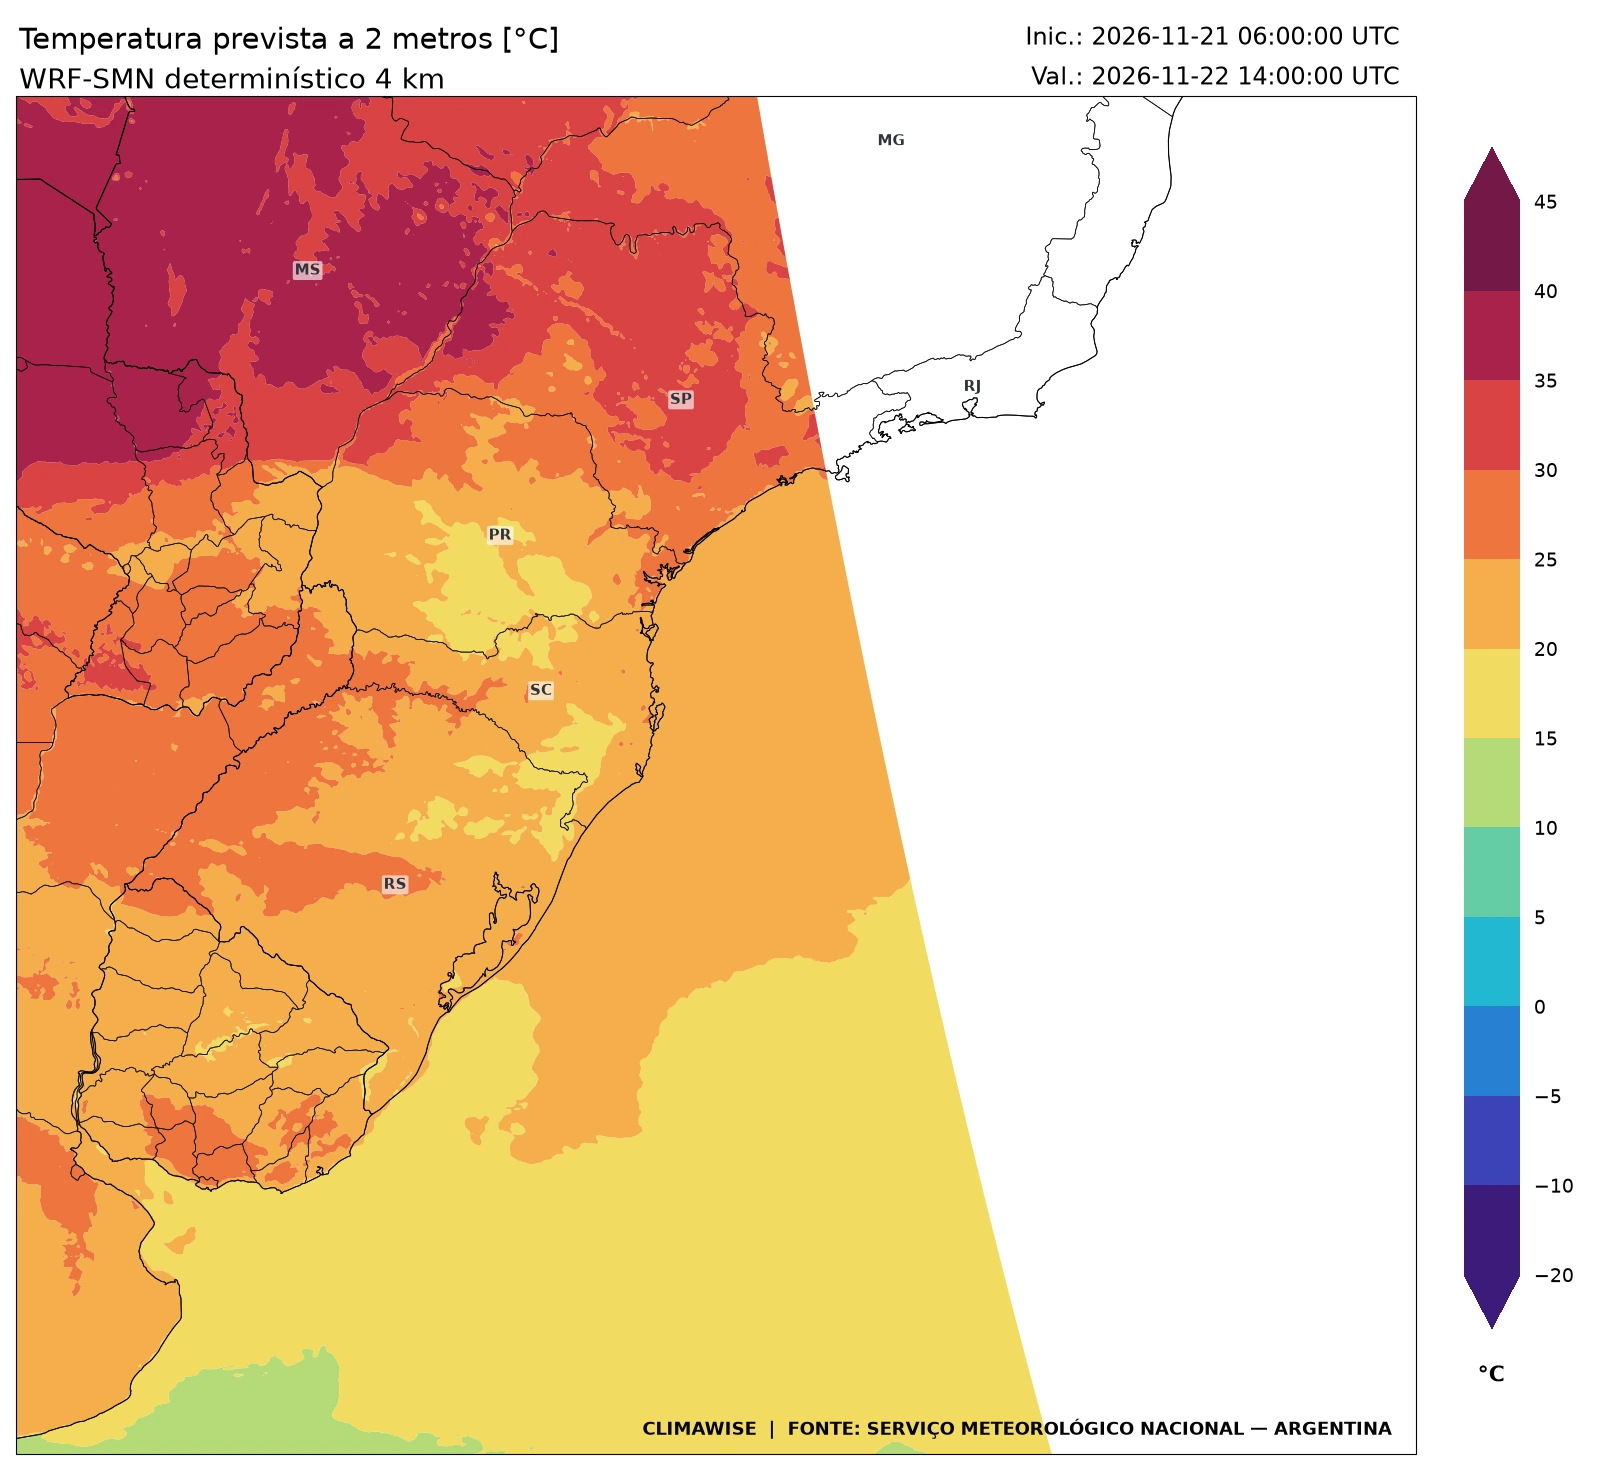 Temperatura prevista a 2 metros [°C]
WRF-SMN determinístico 4 km
Inic.: 2026-11-21 06:00:00 UTC
Val.: 2026-11-22 14:00:00 UTC
MG
MS
RJ
SP
PR
SC
RS
45
40
35
30
25
20
15
10
5
0
−5
−10
−20
°C
CLIMAWISE | FONTE: SERVIÇO METEOROLÓGICO NACIONAL — ARGENTINA